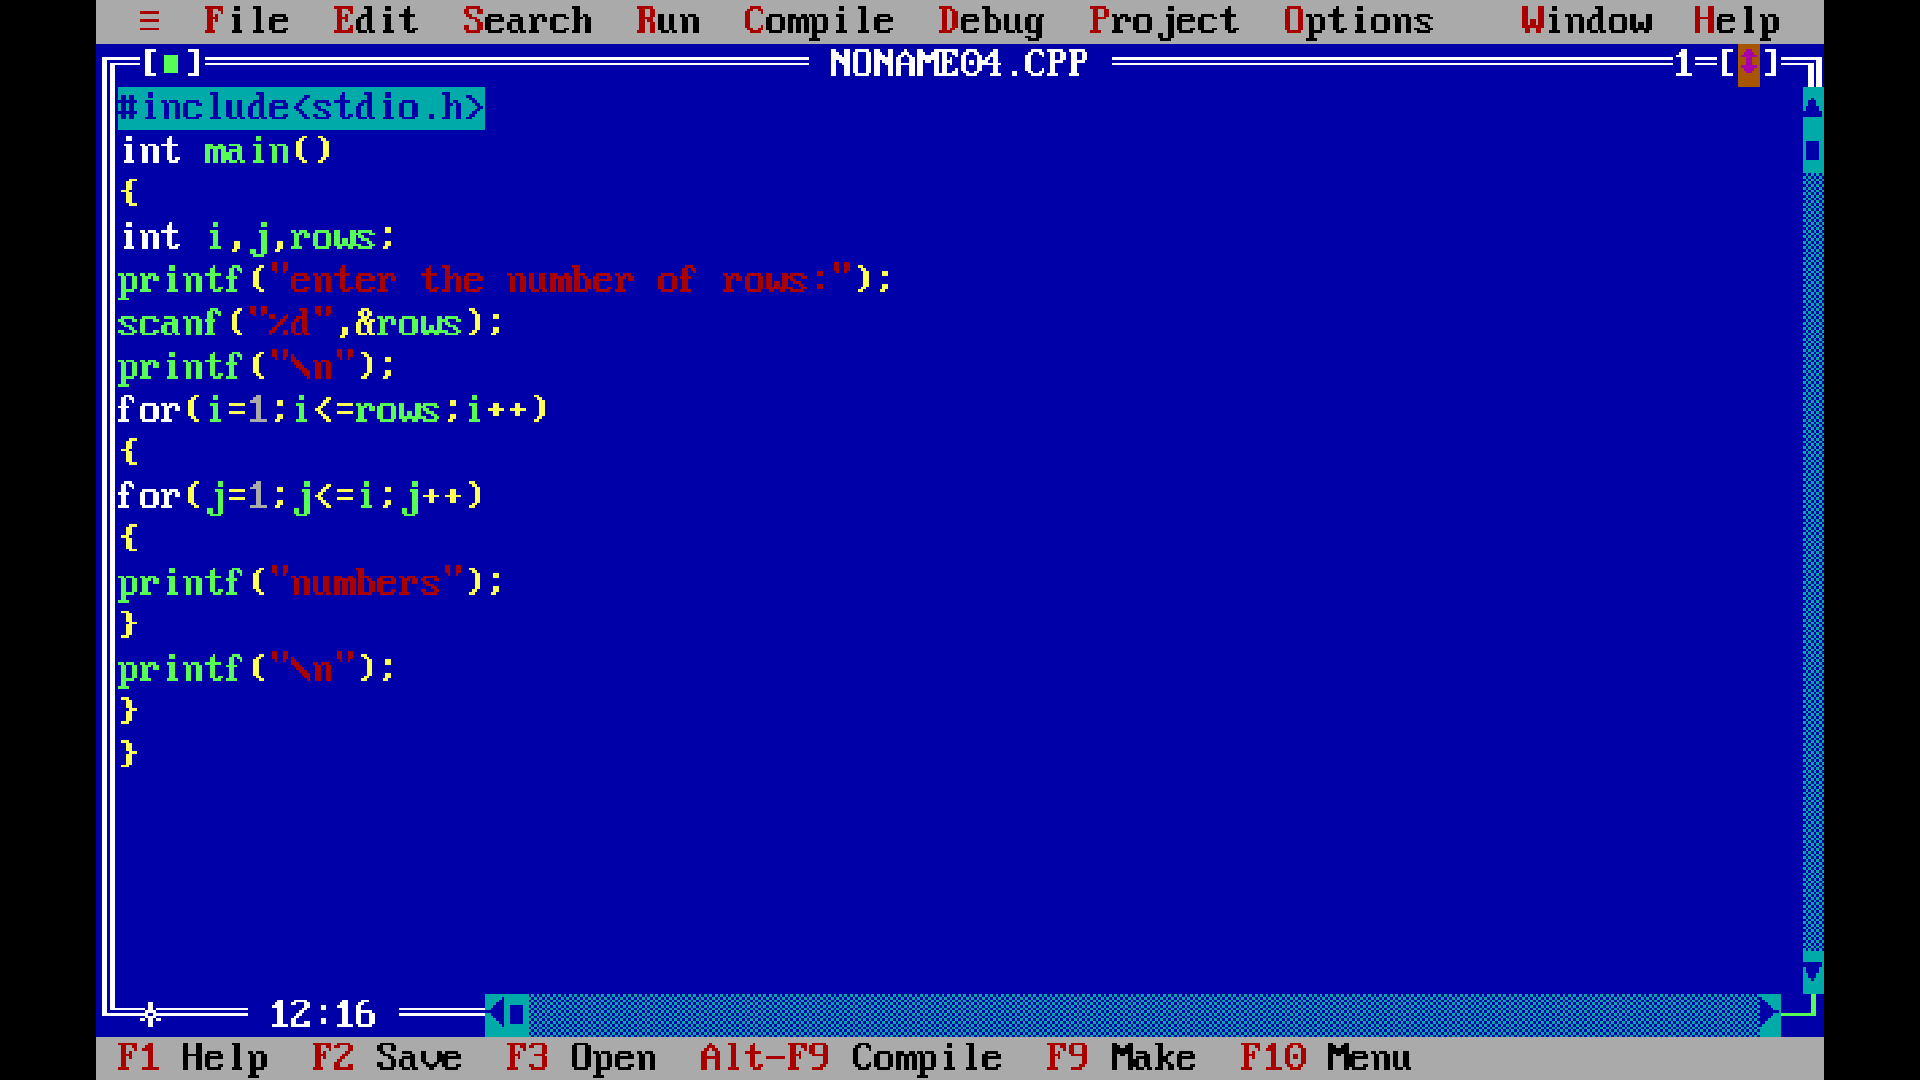 ≡ File Edit Search Run Compile Debug Project Options Window Help
[■] NONAME04.CPP 1=[↕]
#include<stdio.h>
int main()
{
int i,j,rows;
printf("enter the number of rows:");
scanf("%d",&rows);
printf("\n");
for(i=1;i<=rows;i++)
{
for(j=1;j<=i;j++)
{
printf("numbers");
}
printf("\n");
}
}
12:16
F1 Help F2 Save F3 Open Alt-F9 Compile F9 Make F10 Menu